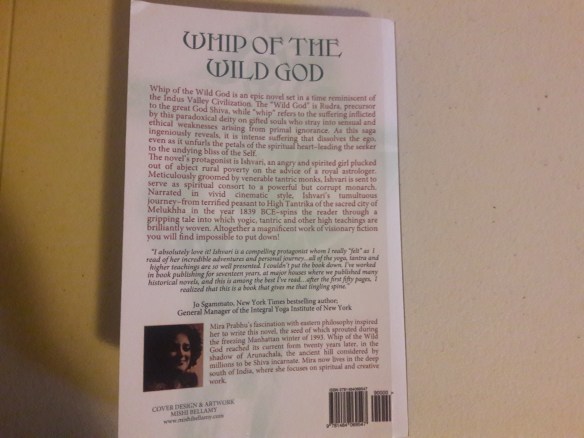 WHIP OF THE
WILD GOD
Whip of the Wild God is an epic novel set in a time reminiscent of
the Indus Valley Civilization. The "Wild God" is Rudra, precursor
to the great God Shiva, while "whip" refers to the suffering inflicted
by this paradoxical deity on gifted souls who stray into sensual and
ethical weaknesses arising from primal ignorance. As this saga
ingeniously reveals, it is intense suffering that dissolves the ego,
even as it unfurls the petals of the spiritual heart–leading the seeker
to the undying bliss of the Self.
The novel's protagonist is Ishvari, an angry and spirited girl plucked
out of abject rural poverty on the advice of a royal astrologer.
Meticulously groomed by venerable tantric monks, Ishvari is sent to
serve as spiritual consort to a powerful but corrupt monarch.
Narrated in vivid cinematic style, Ishvari's tumultuous
journey–from terrified peasant to High Tantrika of the sacred city of
Melukhha in the year 1839 BCE–spins the reader through a
gripping tale into which yogic, tantric and other high teachings are
brilliantly woven. Altogether a magnificent work of visionary fiction
you will find impossible to put down!
"I absolutely love it! Ishvari is a compelling protagonist whom I really "felt" as I
read of her incredible adventures and personal journey...all of the yoga, tantra and
higher teachings are so well presented. I couldn't put the book down. I've worked
in book publishing for seventeen years, at major houses where we published many
historical novels, and this is among the best I've read... after the first fifty pages, I
realized that this is a book that gives me that tingling spine."
Jo Sgammato, New York Times bestselling author;
General Manager of the Integral Yoga Institute of New York
Mira Prabhu's fascination with eastern philosophy inspired
her to write this novel, the seed of which sprouted during
the freezing Manhattan winter of 1993. Whip of the Wild
God reached its current form twenty years later, in the
shadow of Arunachala, the ancient hill considered by
millions to be Shiva incarnate. Mira now lives in the deep
south of India, where she focuses on spiritual and creative
work.
COVER DESIGN & ARTWORK
MISHI BELLAMY
www.mishibellamy.com
90000